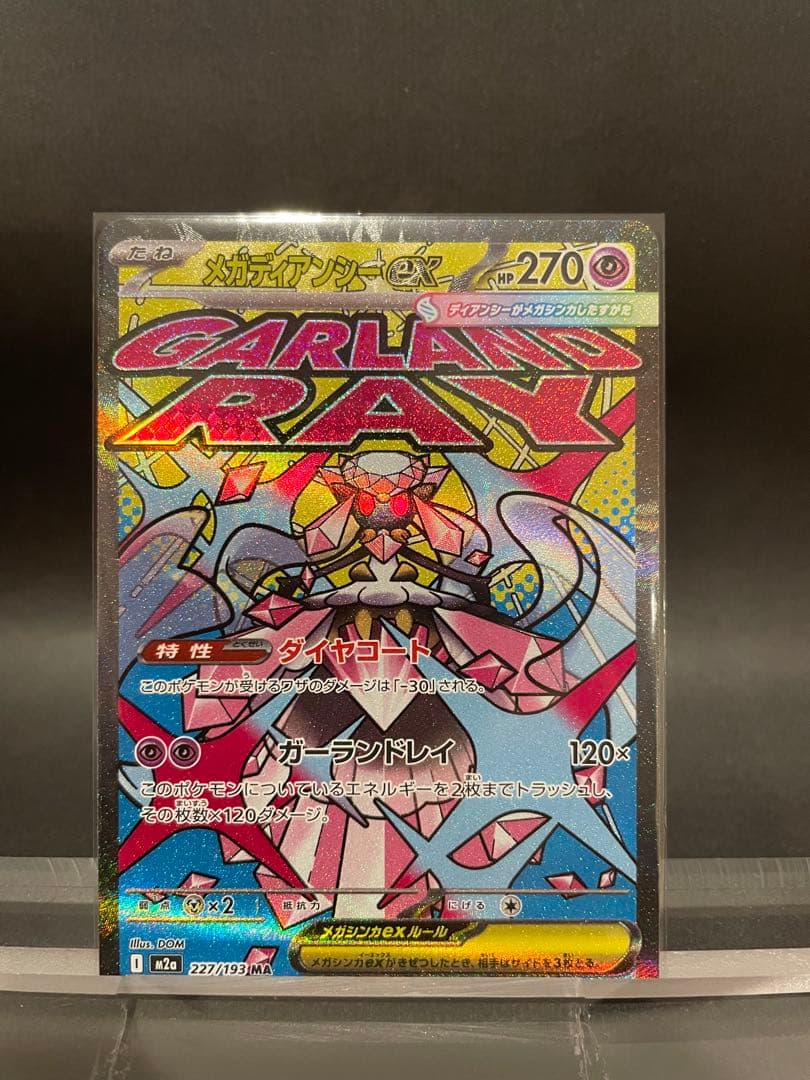 たね
メガディアンシーex
HP270
ディアンシーがメガシンカしたすがた
GARLAND
RAY
特性
とくせい
ダイヤコート
このポケモンが受けるワザのダメージは「-30」される。
ガーランドレイ 120×
このポケモンについているエネルギーを2枚までトラッシュし、
その枚数×120ダメージ。
弱点 ×2 抵抗力 にげる
メガシンカexルール
メガシンカexがきぜつしたとき、相手はサイドを3枚とる。
Illus. DOM
I M2a 227/193 MA